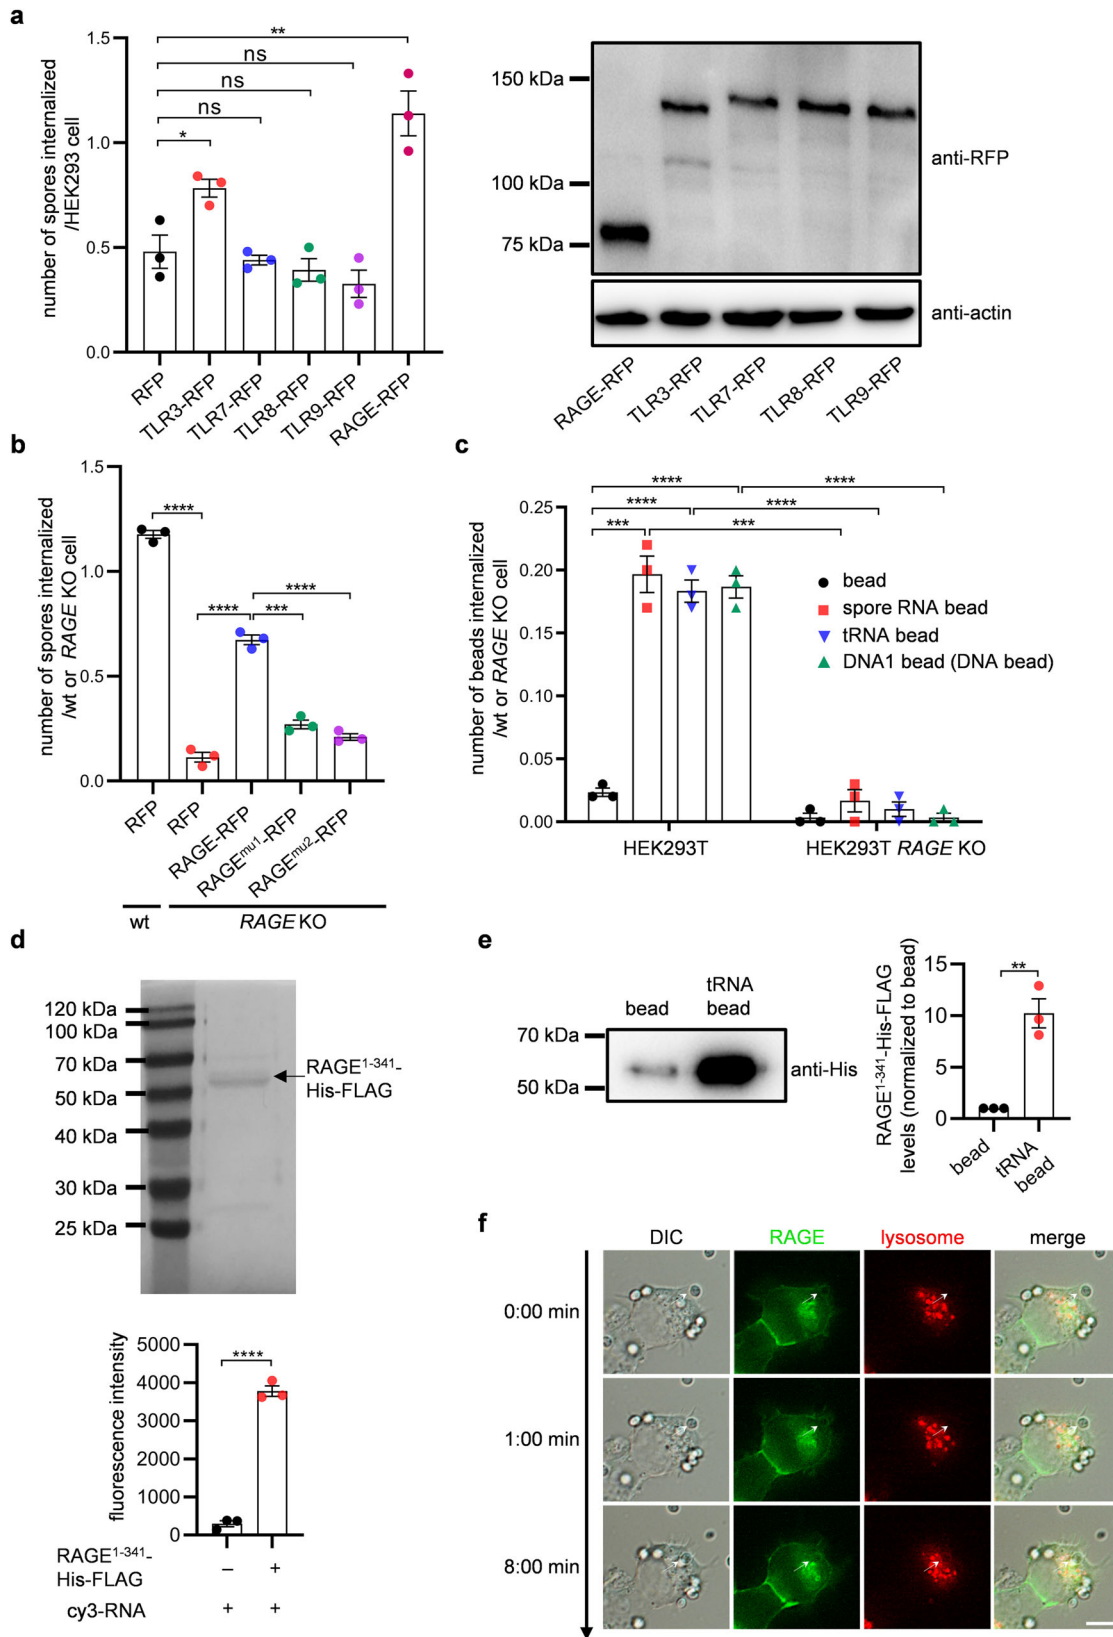 a
number of spores internalized
/HEK293 cell
1.5
1.0
0.5
0.0
**
ns
ns
ns
*
RFP
TLR3-RFP
TLR7-RFP
TLR8-RFP
TLR9-RFP
RAGE-RFP
150 kDa
100 kDa
75 kDa
anti-RFP
anti-actin
RAGE-RFP
TLR3-RFP
TLR7-RFP
TLR8-RFP
TLR9-RFP
b
number of spores internalized
/wt or RAGE KO cell
1.5
1.0
0.5
0.0
****
****
****
***
RFP
RFP
RAGE-RFP
RAGEmu1-RFP
RAGEmu2-RFP
wt
RAGE KO
c
number of beads internalized
/wt or RAGE KO cell
0.25
0.20
0.15
0.10
0.05
0.00
**** ****
**** ****
*** ***
bead
spore RNA bead
tRNA bead
DNA1 bead (DNA bead)
HEK293T
HEK293T RAGE KO
d
120 kDa
100 kDa
70 kDa
50 kDa
40 kDa
30 kDa
25 kDa
RAGE1-341-
His-FLAG
fluorescence intensity
5000
4000
3000
2000
1000
0
****
RAGE1-341-
His-FLAG
– +
cy3-RNA + +
e
bead
tRNA
bead
70 kDa
50 kDa
anti-His
RAGE1-341-His-FLAG
levels (normalized to bead)
15
10
5
0
**
bead
tRNA
bead
f
DIC RAGE lysosome merge
0:00 min
1:00 min
8:00 min